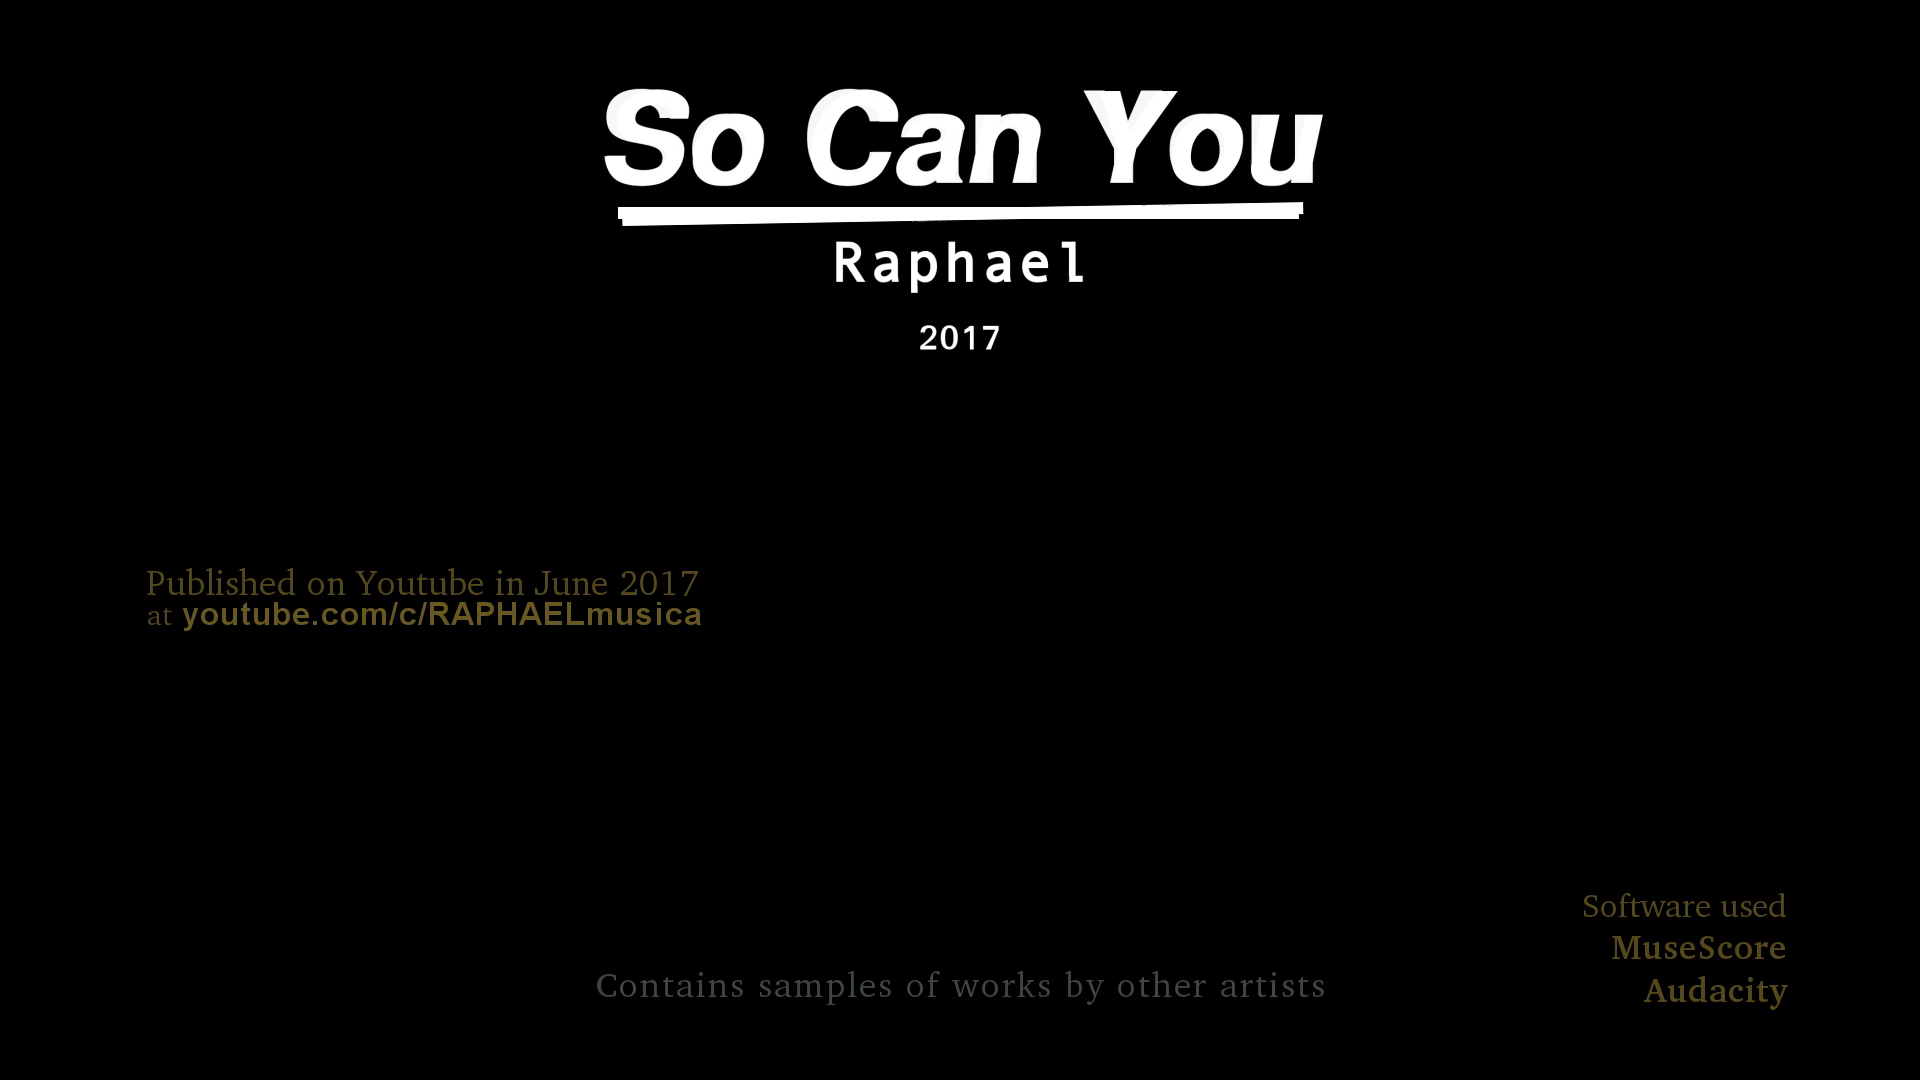 So Can You
Raphael
2017
Published on Youtube in June 2017
at youtube.com/c/RAPHAELmusica
Software used
MuseScore
Audacity
Contains samples of works by other artists